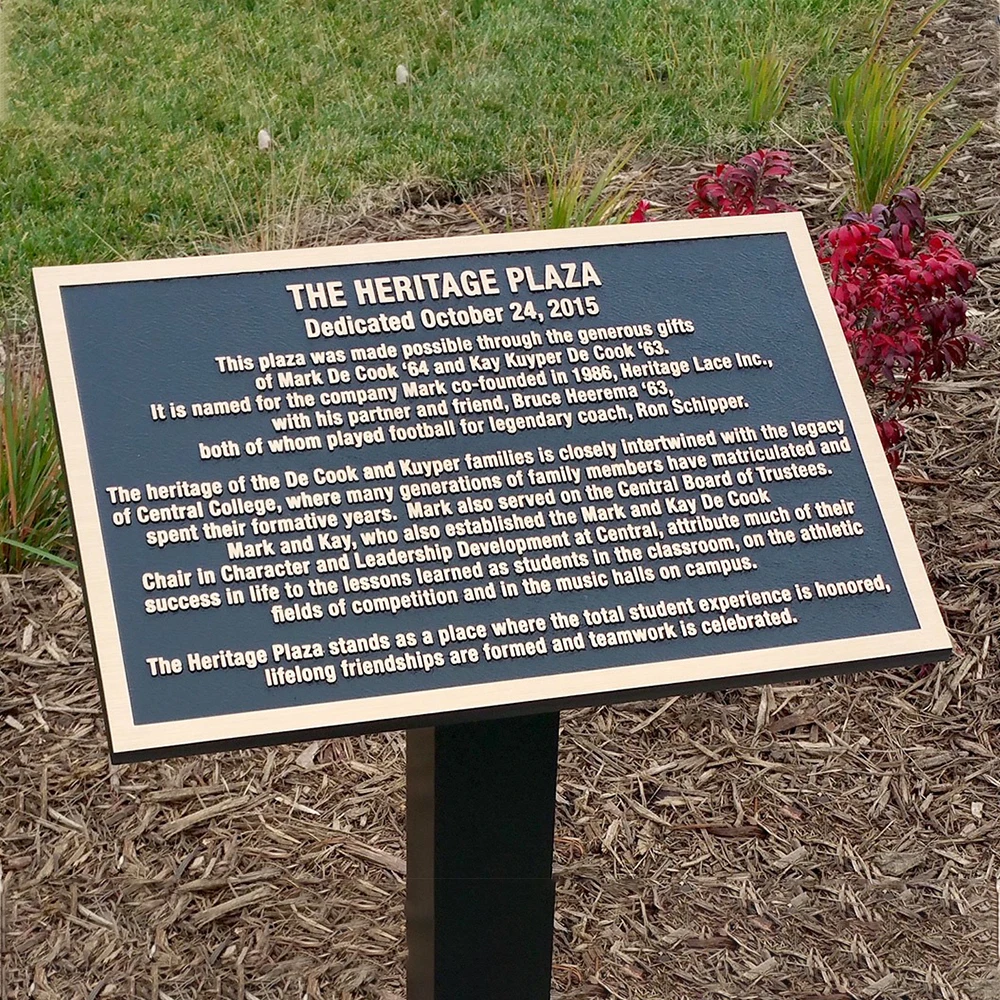 THE HERITAGE PLAZA
Dedicated October 24, 2015
This plaza was made possible through the generous gifts
of Mark De Cook ‘64 and Kay Kuyper De Cook ‘63.
It is named for the company Mark co-founded in 1986, Heritage Lace Inc.,
with his partner and friend, Bruce Heerema ‘63,
both of whom played football for legendary coach, Ron Schipper.
The heritage of the De Cook and Kuyper families is closely intertwined with the legacy
of Central College, where many generations of family members have matriculated and
spent their formative years. Mark also served on the Central Board of Trustees.
Mark and Kay, who also established the Mark and Kay De Cook
Chair in Character and Leadership Development at Central, attribute much of their
success in life to the lessons learned as students in the classroom, on the athletic
fields of competition and in the music halls on campus.
The Heritage Plaza stands as a place where the total student experience is honored,
lifelong friendships are formed and teamwork is celebrated.